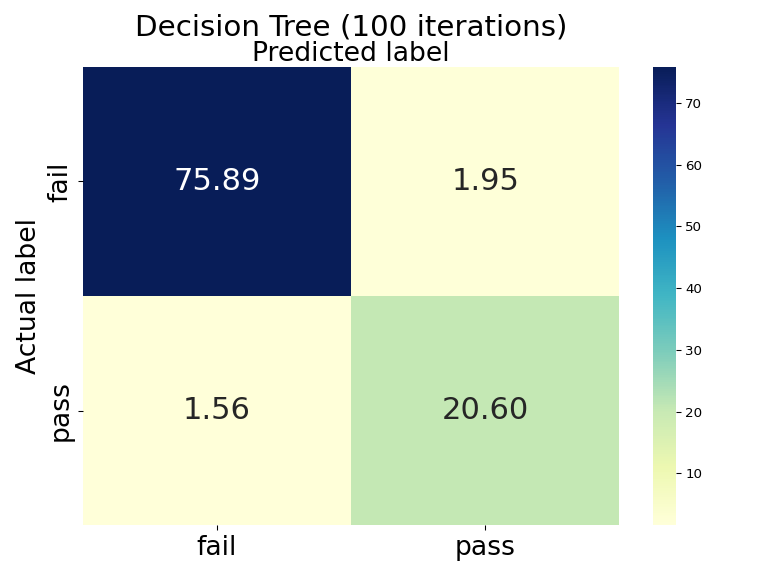 Decision Tree (100 iterations)
Predicted label
Actual label
fail
75.89
1.95
pass
1.56
20.60
fail
pass
70
60
50
40
30
20
10